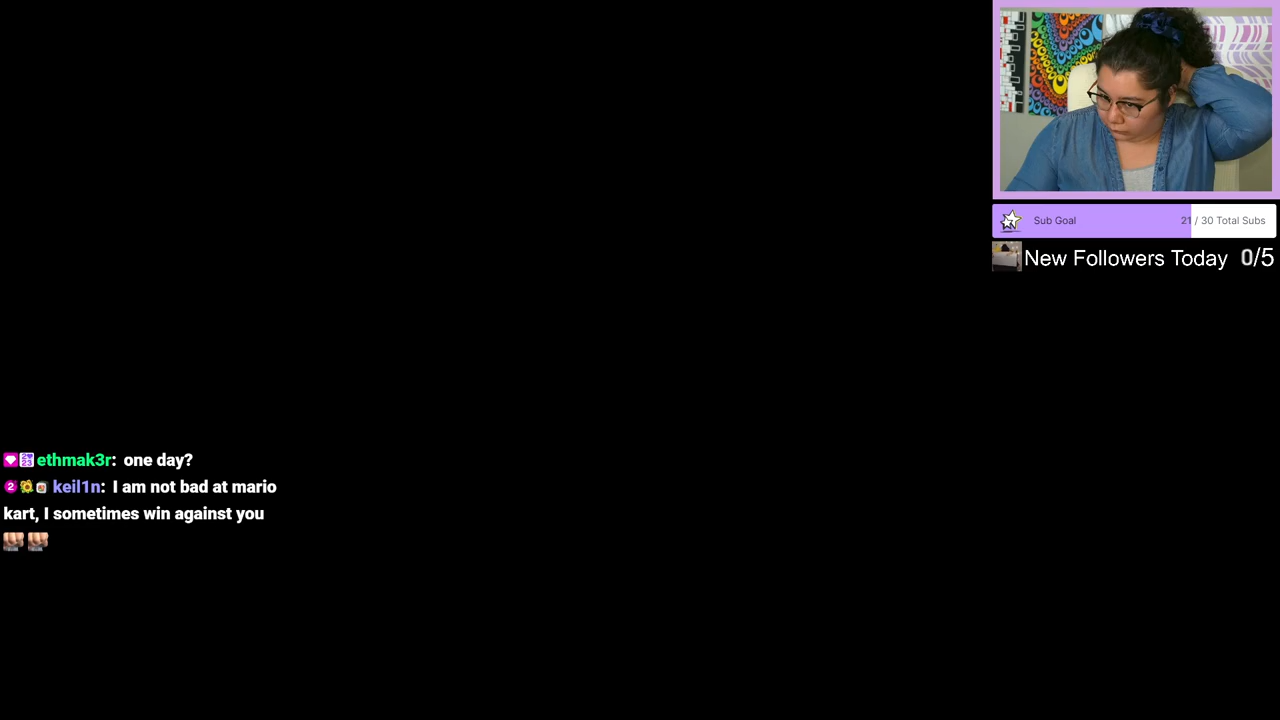 Sub Goal 21 / 30 Total Subs
New Followers Today 0/5
ethmak3r: one day?
2 keil1n: I am not bad at mario
kart, I sometimes win against you